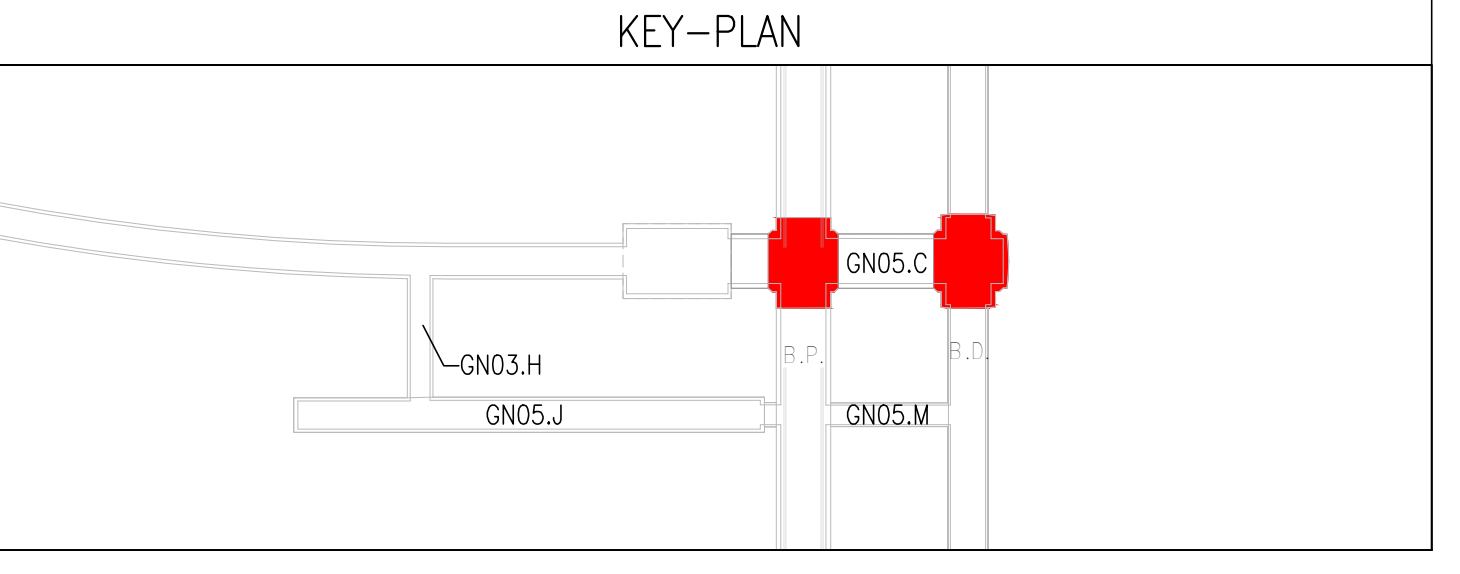 KEY-PLAN
GN05.C
B.P.
B.D.
GN03.H
GN05.J
GN05.M